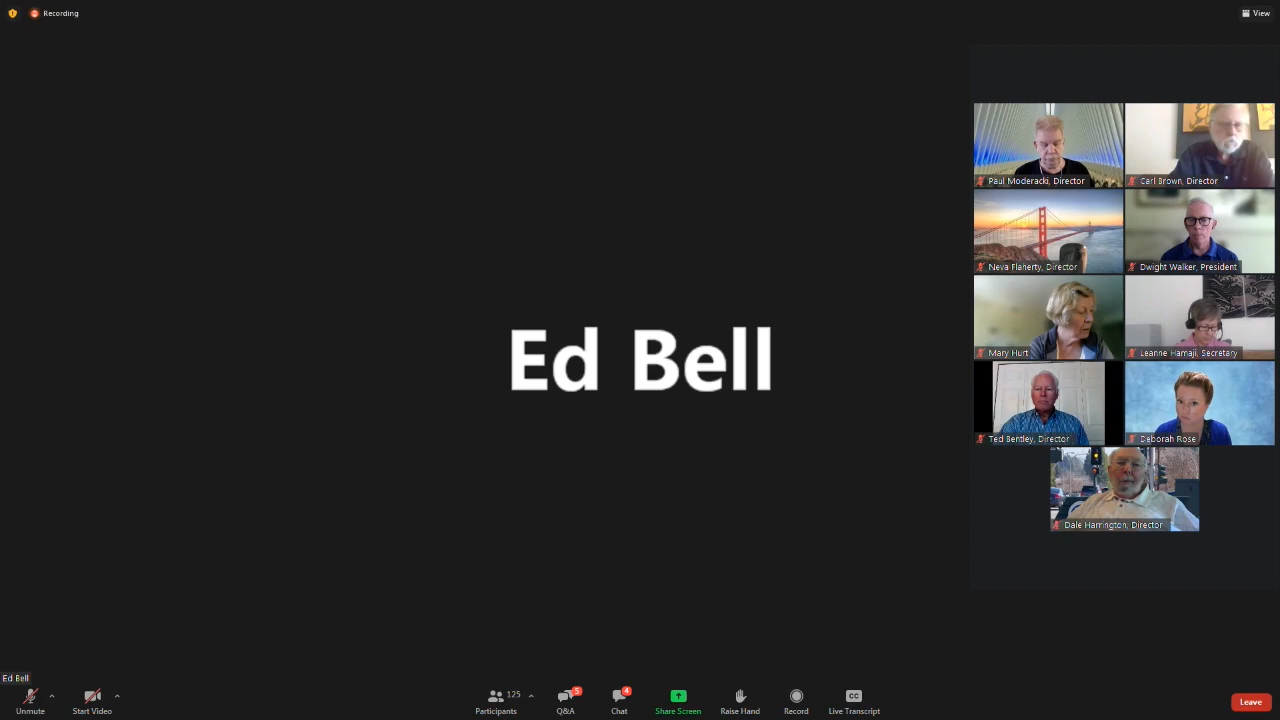 Recording
View
Paul Moderacki, Director
Carl Brown, Director
Neva Flaherty, Director
Dwight Walker, President
Mary Hurt
Leanne Hamaji, Secretary
Ted Bentley, Director
Deborah Rose
Dale Harrington, Director
Ed Bell
Ed Bell
Unmute
Start Video
125
Participants
5
Q&A
4
Chat
Share Screen
Raise Hand
Record
CC
Live Transcript
Leave